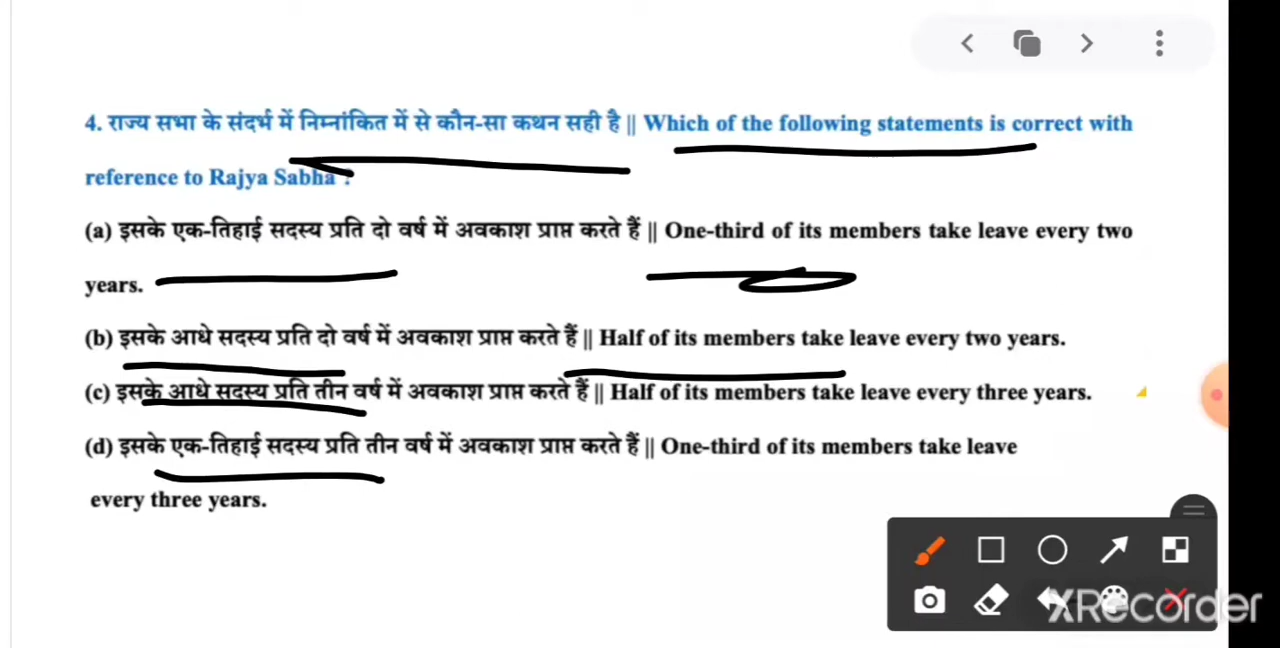 4. राज्य सभा के संदर्भ में निम्नांकित में से कौन-सा कथन सही है || Which of the following statements is correct with
reference to Rajya Sabha ?
(a) इसके एक-तिहाई सदस्य प्रति दो वर्ष में अवकाश प्राप्त करते हैं || One-third of its members take leave every two
years.
(b) इसके आधे सदस्य प्रति दो वर्ष में अवकाश प्राप्त करते हैं || Half of its members take leave every two years.
(c) इसके आधे सदस्य प्रति तीन वर्ष में अवकाश प्राप्त करते हैं || Half of its members take leave every three years.
(d) इसके एक-तिहाई सदस्य प्रति तीन वर्ष में अवकाश प्राप्त करते हैं || One-third of its members take leave
every three years.
XRecorder